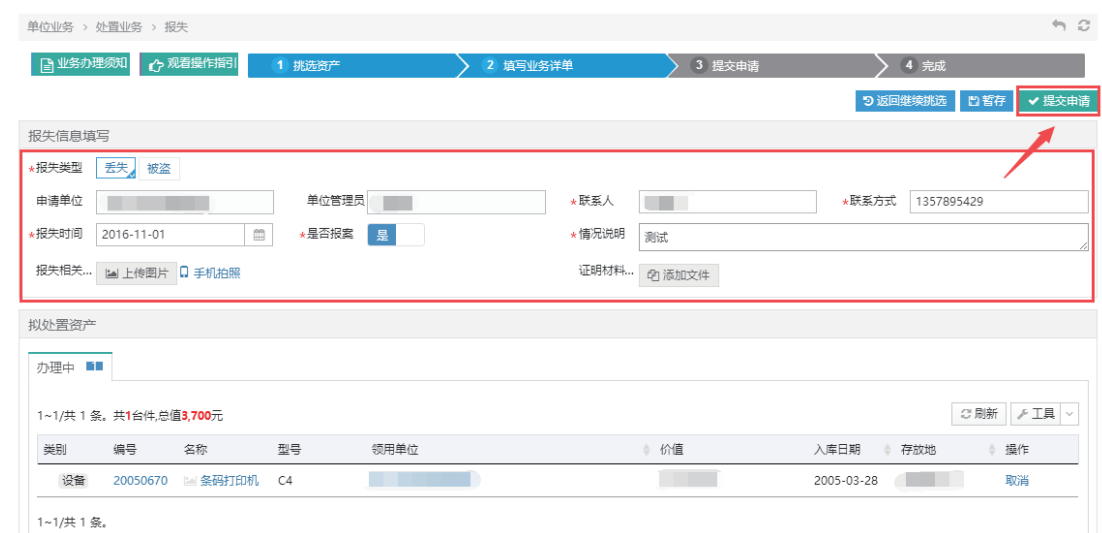 单位业务 > 处置业务 > 报失
业务办理须知 观看操作指引 1 挑选资产 2 填写业务详单 3 提交申请 4 完成
返回继续挑选 暂存 提交申请
报失信息填写
*报失类型 丢失 被盗
申请单位 单位管理员 *联系人 *联系方式 1357895429
*报失时间 2016-11-01 *是否报案 是 *情况说明 测试
报失相关... 上传图片 手机拍照 证明材料... 添加文件
拟处置资产
办理中
1~1/共 1 条。共1台件,总值3,700元 刷新 工具
类别 编号 名称 型号 领用单位 价值 入库日期 存放地 操作
设备 20050670 条码打印机 C4 2005-03-28 取消
1~1/共 1 条。